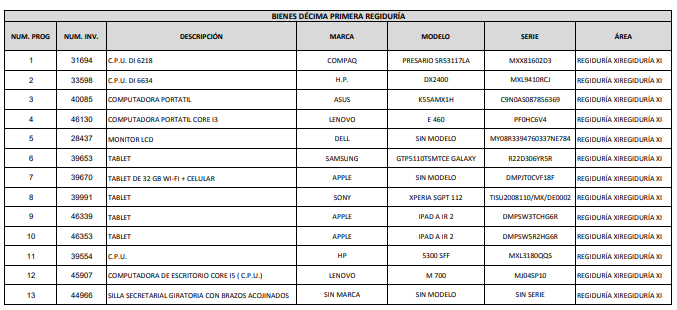 BIENES DÉCIMA PRIMERA REGIDURÍA
NUM. PROG NUM. INV. DESCRIPCIÓN MARCA MODELO SERIE ÁREA
1 31694 C.P.U. DI 6218 COMPAQ PRESARIO SR53117LA MXX81602D3 REGIDURÍA XIREGIDURÍA XI
2 33598 C.P.U. DI 6634 H.P. DX2400 MXL9410RCJ REGIDURÍA XIREGIDURÍA XI
3 40085 COMPUTADORA PORTATIL ASUS K55AMX1H C9N0AS087856369 REGIDURÍA XIREGIDURÍA XI
4 46130 COMPUTADORA PORTATIL CORE I3 LENOVO E 460 PF0HC6V4 REGIDURÍA XIREGIDURÍA XI
5 28437 MONITOR LCD DELL SIN MODELO MY08R3394760337NE784 REGIDURÍA XIREGIDURÍA XI
6 39653 TABLET SAMSUNG GTP5110TSMTCE GALAXY R22D306YR5R REGIDURÍA XIREGIDURÍA XI
7 39670 TABLET DE 32 GB WI-FI + CELULAR APPLE SIN MODELO DMPJT0CVF18F REGIDURÍA XIREGIDURÍA XI
8 39991 TABLET SONY XPERIA SGPT 112 TISU2008110/MX/DE0002 REGIDURÍA XIREGIDURÍA XI
9 46339 TABLET APPLE IPAD A IR 2 DMPSW3TCHG6R REGIDURÍA XIREGIDURÍA XI
10 46353 TABLET APPLE IPAD A IR 2 DMPSW5R2HG6R REGIDURÍA XIREGIDURÍA XI
11 39554 C.P.U. HP 5300 SFF MXL3180QQS REGIDURÍA XIREGIDURÍA XI
12 45907 COMPUTADORA DE ESCRITORIO CORE I5 ( C.P.U.) LENOVO M 700 MJ04SP10 REGIDURÍA XIREGIDURÍA XI
13 44966 SILLA SECRETARIAL GIRATORIA CON BRAZOS ACOJINADOS SIN MARCA SIN MODELO SIN SERIE REGIDURÍA XIREGIDURÍA XI